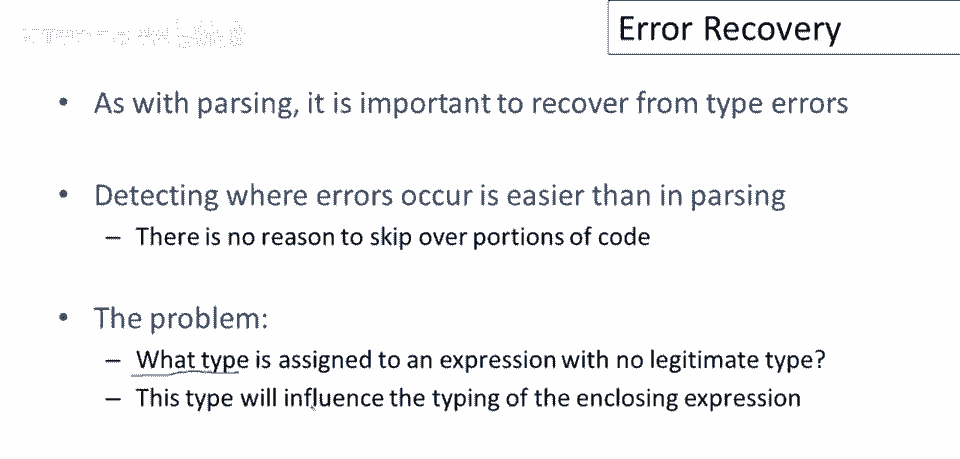 Error Recovery
• As with parsing, it is important to recover from type errors
• Detecting where errors occur is easier than in parsing
– There is no reason to skip over portions of code
• The problem:
– What type is assigned to an expression with no legitimate type?
– This type will influence the typing of the enclosing expression